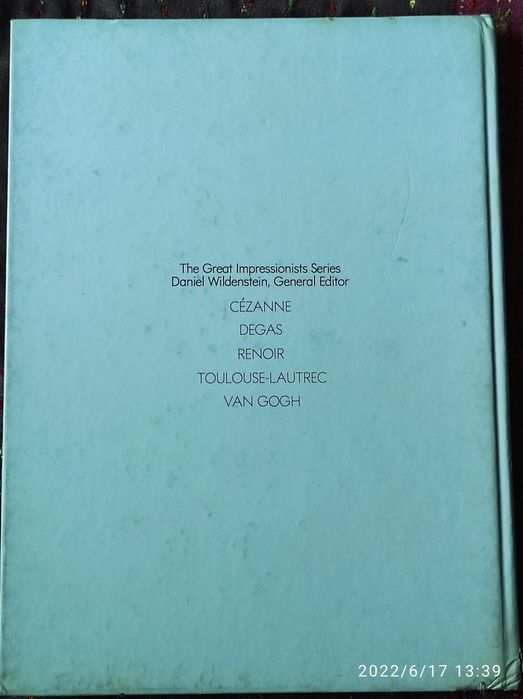 The Great Impressionists Series
Daniel Wildenstein, General Editor
CÉZANNE
DEGAS
RENOIR
TOULOUSE-LAUTREC
VAN GOGH
2022/6/17 13:39